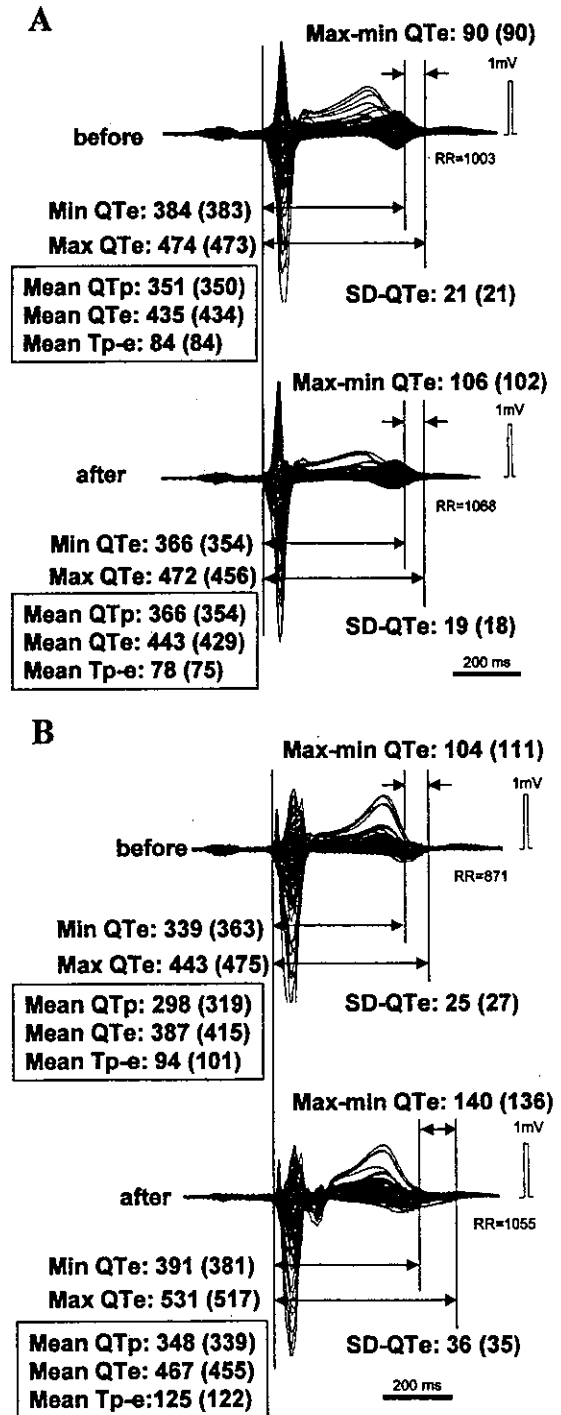 A
Max-min QTe: 90 (90)
1mV
before
RR=1003
Min QTe: 384 (383)
Max QTe: 474 (473)
Mean QTp: 351 (350)
Mean QTe: 435 (434)
Mean Tp-e: 84 (84)
SD-QTe: 21 (21)
Max-min QTe: 106 (102)
1mV
after
RR=1068
Min QTe: 366 (354)
Max QTe: 472 (456)
Mean QTp: 366 (354)
Mean QTe: 443 (429)
Mean Tp-e: 78 (75)
SD-QTe: 19 (18)
200 ms
B
Max-min QTe: 104 (111)
1mV
before
RR=871
Min QTe: 339 (363)
Max QTe: 443 (475)
Mean QTp: 298 (319)
Mean QTe: 387 (415)
Mean Tp-e: 94 (101)
SD-QTe: 25 (27)
Max-min QTe: 140 (136)
1mV
after
RR=1055
Min QTe: 391 (381)
Max QTe: 531 (517)
Mean QTp: 348 (339)
Mean QTe: 467 (455)
Mean Tp-e:125 (122)
SD-QTe: 36 (35)
200 ms